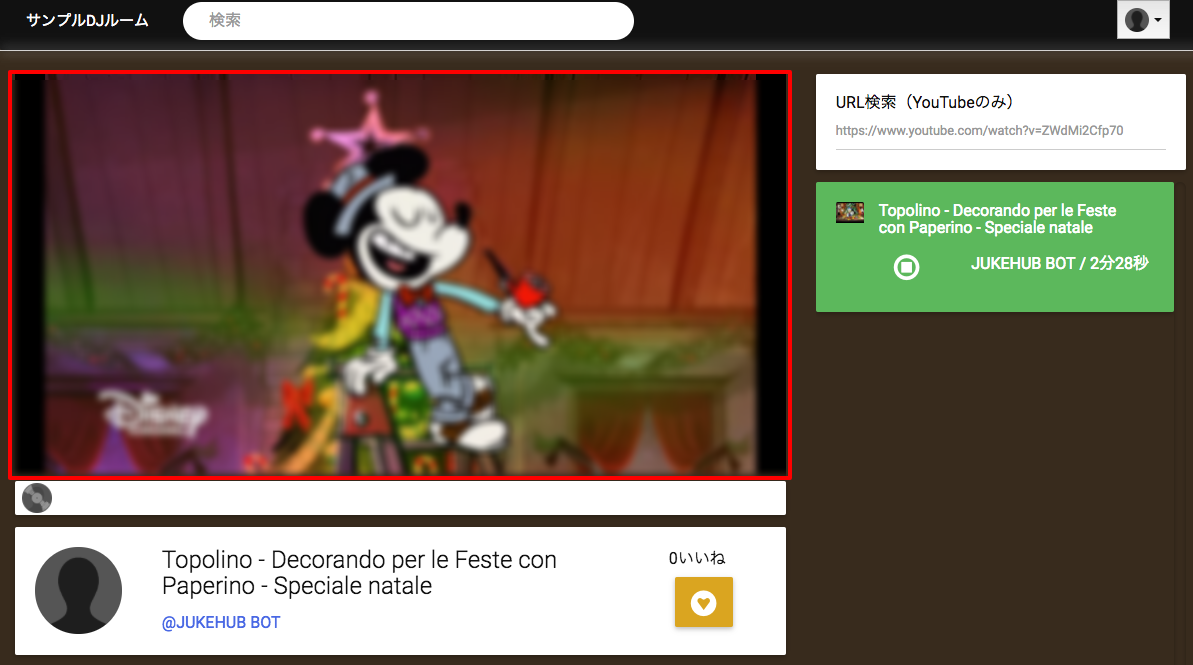 サンプルDJルーム
検索
Disney
URL検索（YouTubeのみ）
https://www.youtube.com/watch?v=ZWdMi2Cfp70
Topolino - Decorando per le Feste
con Paperino - Speciale natale
JUKEHUB BOT / 2分28秒
Topolino - Decorando per le Feste con
Paperino - Speciale natale
@JUKEHUB BOT
0いいね